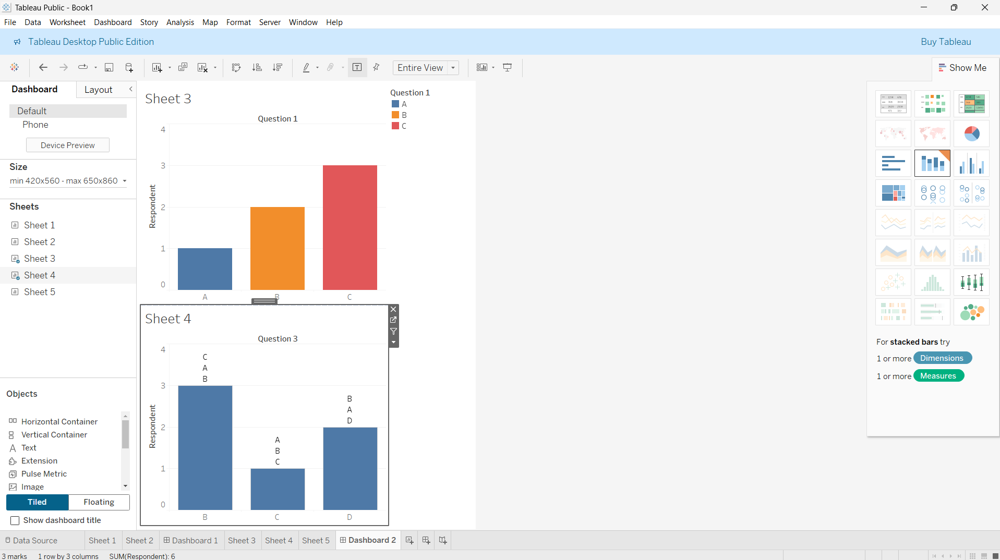 Tableau Public - Book1
File Data Worksheet Dashboard Story Analysis Map Format Server Window Help
Tableau Desktop Public Edition
Buy Tableau
Entire View
Show Me
Dashboard
Layout
Default
Phone
Device Preview
Size
min 420x560 - max 650x860
Sheets
Sheet 1
Sheet 2
Sheet 3
Sheet 4
Sheet 5
Objects
Horizontal Container
Vertical Container
Text
Extension
Pulse Metric
Image
Tiled
Floating
Show dashboard title
Sheet 3
Question 1
Respondent
4
3
2
1
0
A B C
Question 1
A
B
C
Sheet 4
Question 3
Respondent
4
3
2
1
0
C
A
B
A
B
C
B
A
D
B C D
For stacked bars try
1 or more Dimensions
1 or more Measures
Data Source Sheet 1 Sheet 2 Dashboard 1 Sheet 3 Sheet 4 Sheet 5 Dashboard 2
3 marks 1 row by 3 columns SUM(Respondent): 6